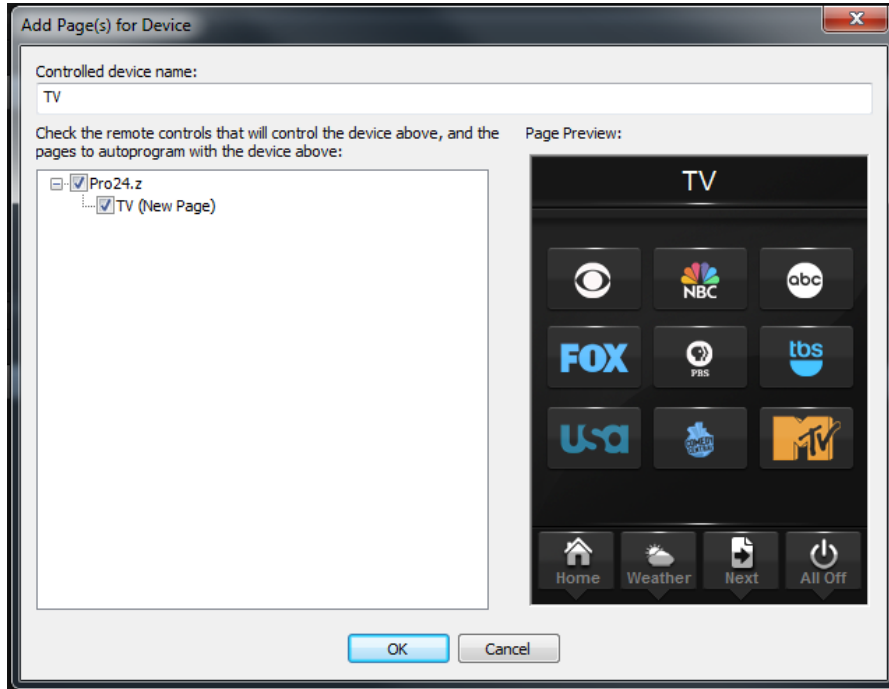 Add Page(s) for Device
Controlled device name:
TV
Check the remote controls that will control the device above, and the
pages to autoprogram with the device above:
Pro24.z
TV (New Page)
Page Preview:
TV
NBC
abc
FOX
PBS
tbs
usa
COMEDY
CENTRAL
MTV
Home
Weather
Next
All Off
OK
Cancel